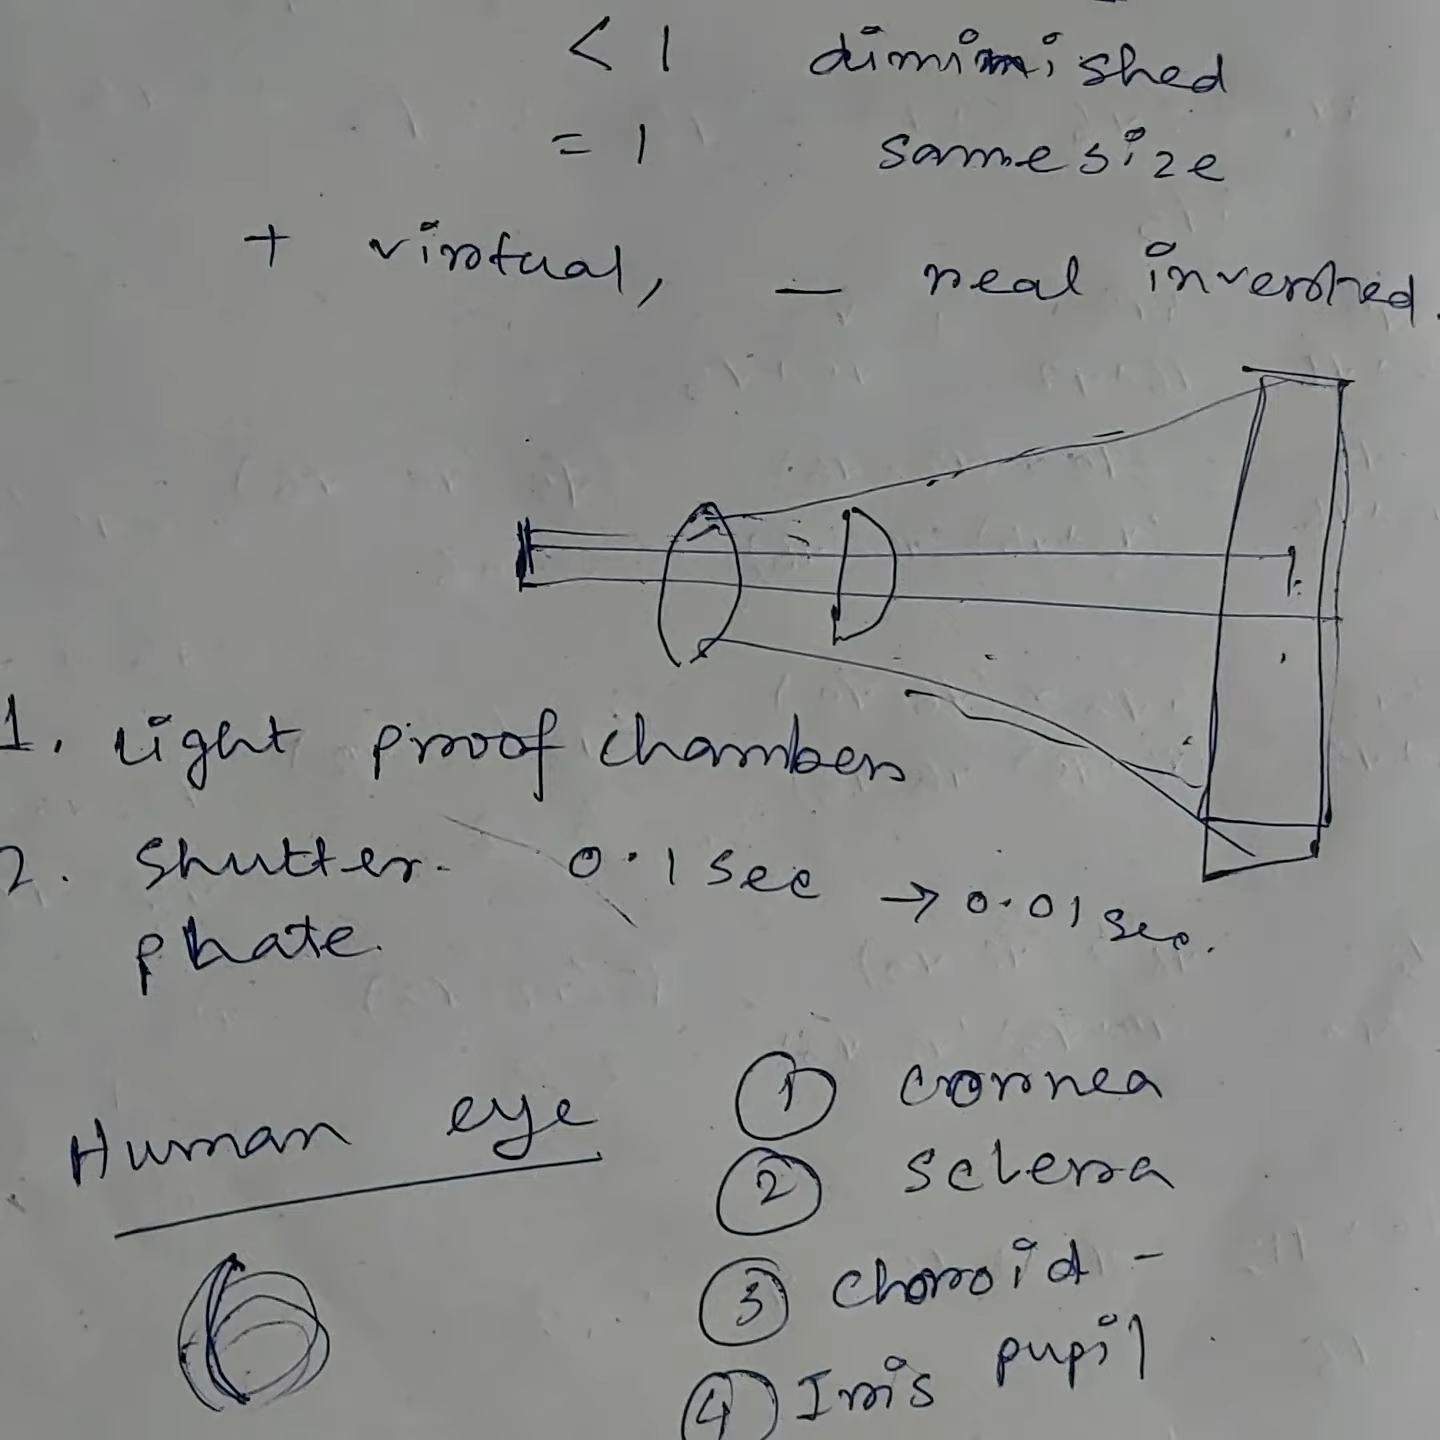 < 1 diminished
= 1 same size
+ virtual, - real inverted.
1. Light proof chamber
2. Shutter. 0.1 sec → 0.01 sec.
plate.
Human eye
① cornea
② sclera
③ choroid -
④ Iris pupil